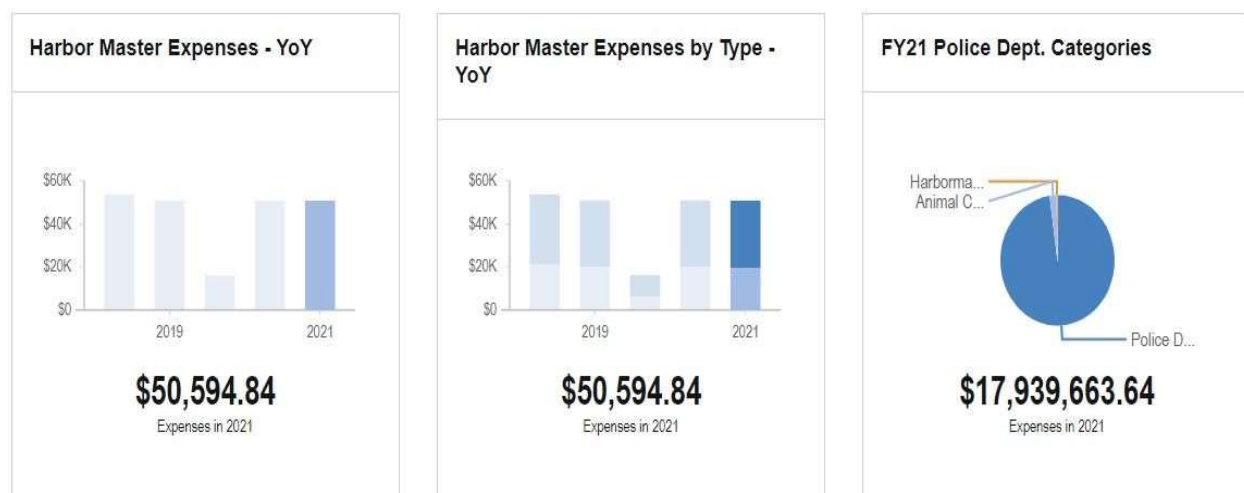 Harbor Master Expenses - YoY
$60K
$40K
$20K
$0
2019
2021
$50,594.84
Expenses in 2021
Harbor Master Expenses by Type -
YoY
$60K
$40K
$20K
$0
2019
2021
$50,594.84
Expenses in 2021
FY21 Police Dept. Categories
Harborma...
Animal C...
Police D...
$17,939,663.64
Expenses in 2021